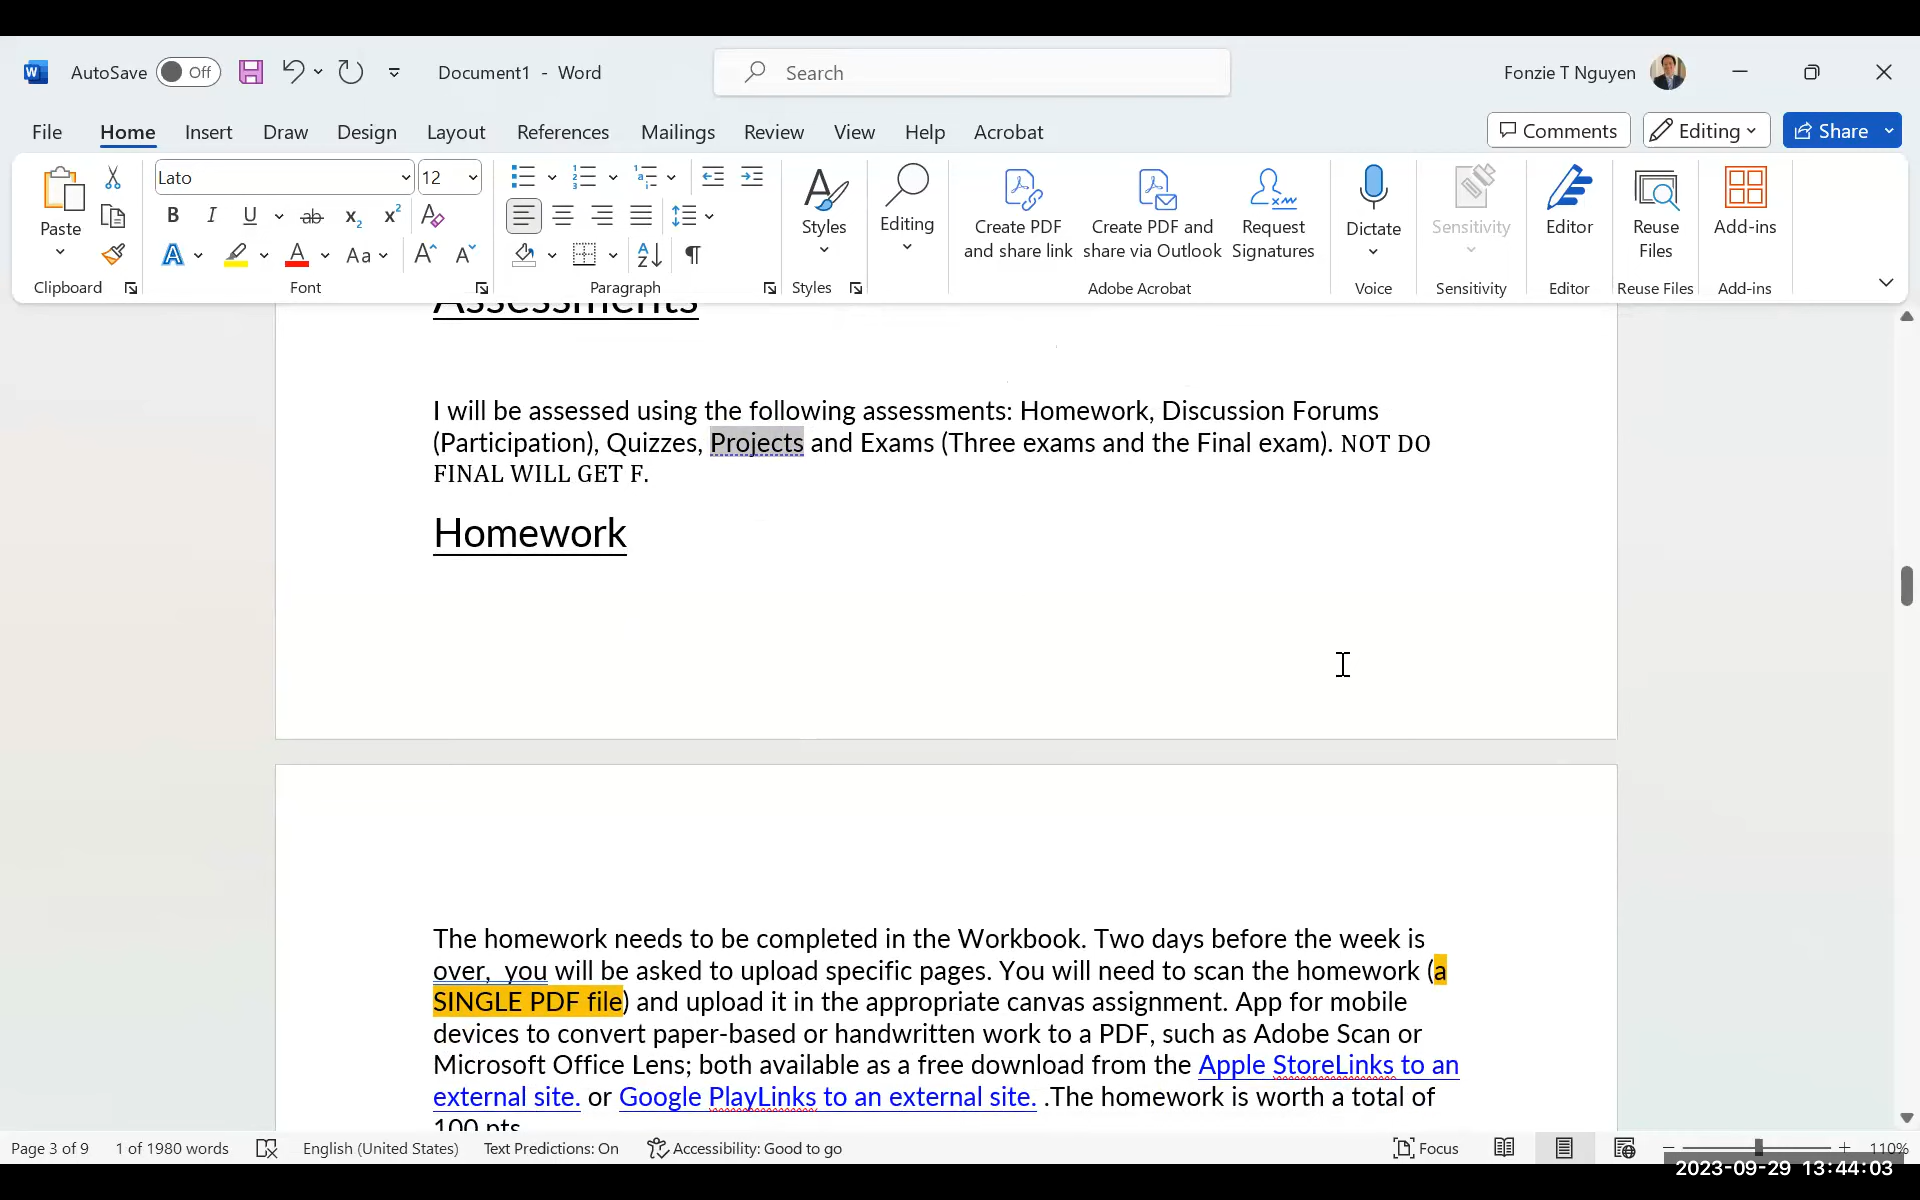 AutoSave Off Document1 - Word Search Fonzie T Nguyen
File Home Insert Draw Design Layout References Mailings Review View Help Acrobat Comments Editing Share
Lato 12
Paste Styles Editing Create PDF and share link Create PDF and share via Outlook Request Signatures Dictate Sensitivity Editor Reuse Files Add-ins
Clipboard Font Paragraph Styles Adobe Acrobat Voice Sensitivity Editor Reuse Files Add-ins
Assessments
I will be assessed using the following assessments: Homework, Discussion Forums
(Participation), Quizzes, Projects and Exams (Three exams and the Final exam). NOT DO
FINAL WILL GET F.
Homework
The homework needs to be completed in the Workbook. Two days before the week is
over,  you will be asked to upload specific pages. You will need to scan the homework (a
SINGLE PDF file) and upload it in the appropriate canvas assignment. App for mobile
devices to convert paper-based or handwritten work to a PDF, such as Adobe Scan or
Microsoft Office Lens; both available as a free download from the Apple StoreLinks to an
external site. or Google PlayLinks to an external site. .The homework is worth a total of
100 pts
Page 3 of 9 1 of 1980 words English (United States) Text Predictions: On Accessibility: Good to go Focus 110%
2023-09-29 13:44:03